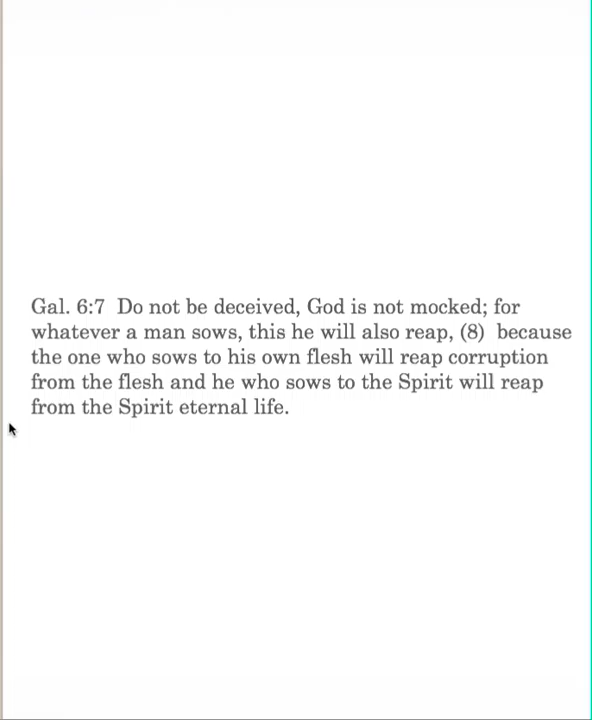 Gal. 6:7  Do not be deceived, God is not mocked; for
whatever a man sows, this he will also reap, (8)  because
the one who sows to his own flesh will reap corruption
from the flesh and he who sows to the Spirit will reap
from the Spirit eternal life.